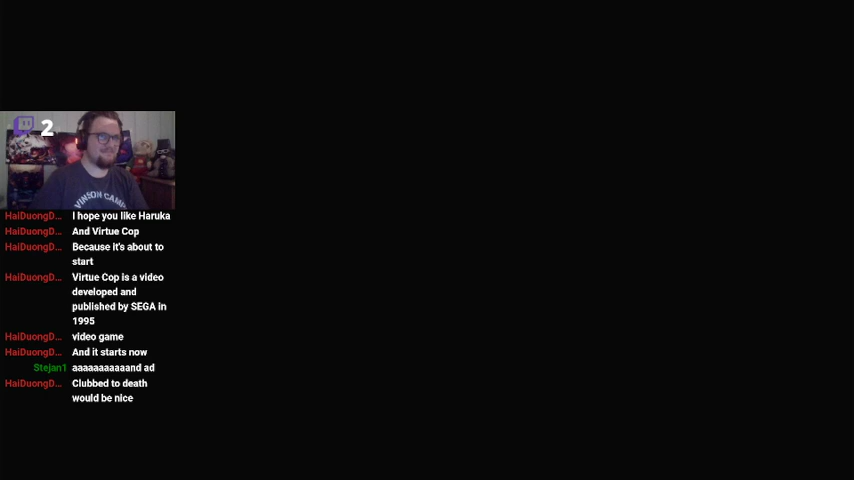 2
VINSON CAMP
HaiDuongD... I hope you like Haruka
HaiDuongD... And Virtue Cop
HaiDuongD... Because it's about to
start
HaiDuongD... Virtue Cop is a video
developed and
published by SEGA in
1995
HaiDuongD... video game
HaiDuongD... And it starts now
Stejan1 aaaaaaaaaaand ad
HaiDuongD... Clubbed to death
would be nice